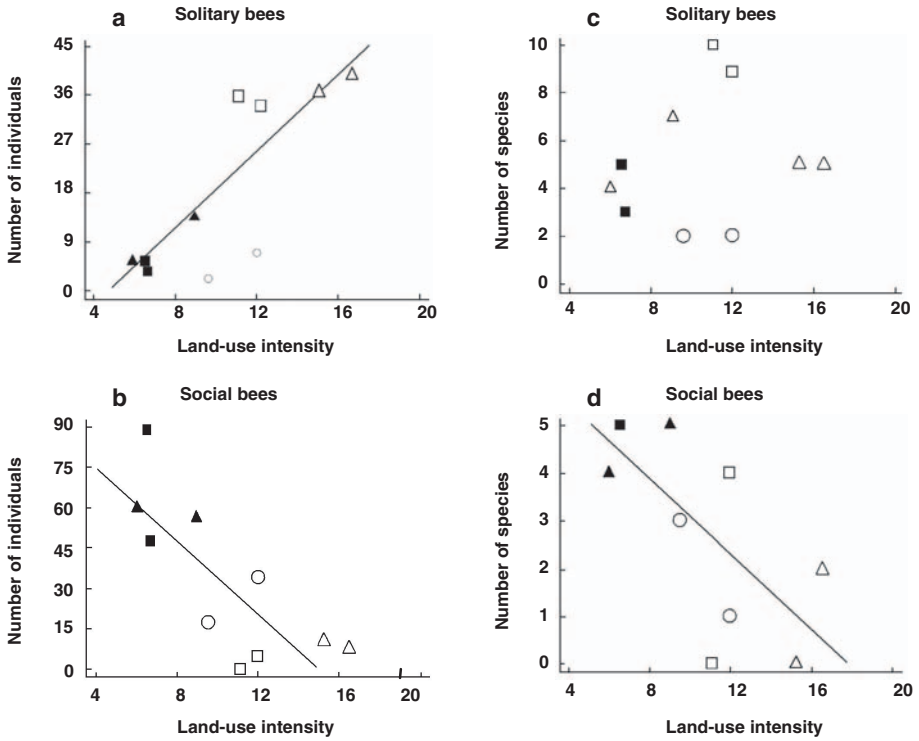 a Solitary bees
Number of individuals
45
36
27
18
9
0
4 8 12 16 20
Land-use intensity
c Solitary bees
Number of species
10
8
6
4
2
0
4 8 12 16 20
Land-use intensity
b Social bees
Number of individuals
90
75
60
45
30
15
0
4 8 12 16 20
Land-use intensity
d Social bees
Number of species
5
4
3
2
1
0
4 8 12 16 20
Land-use intensity